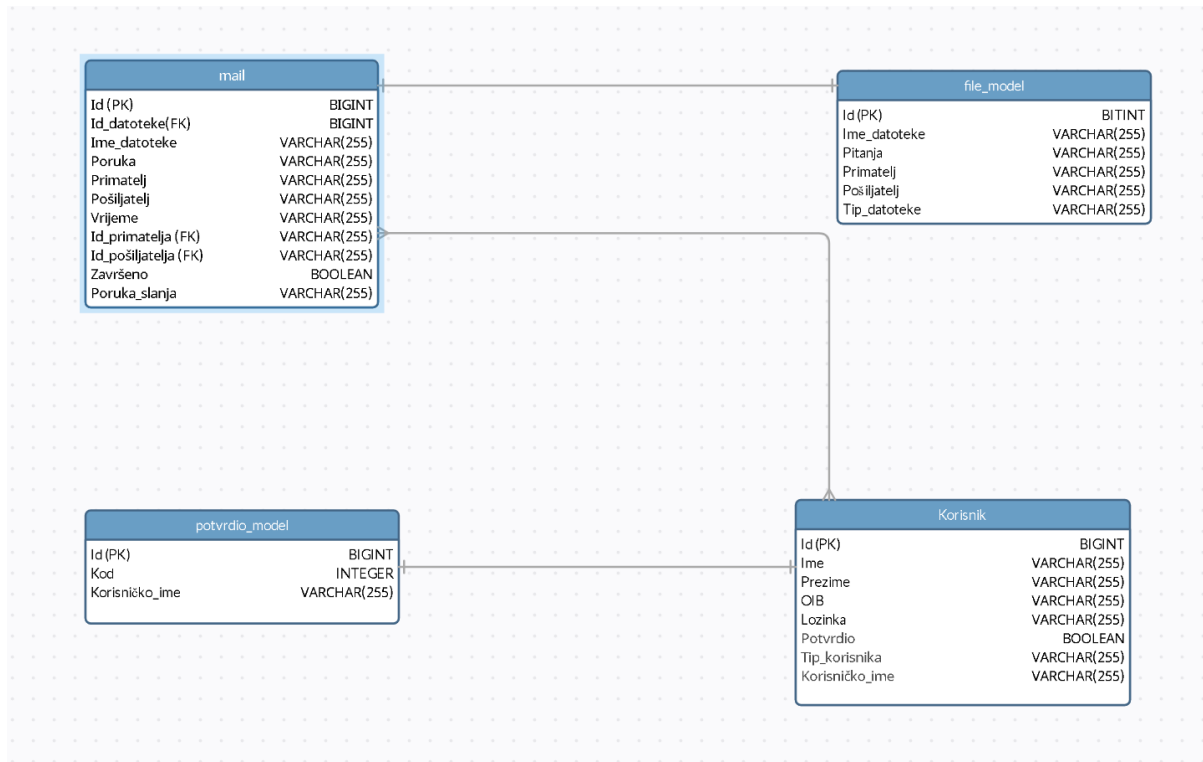 mail
Id (PK) BIGINT
Id_datoteke(FK) BIGINT
Ime_datoteke VARCHAR(255)
Poruka VARCHAR(255)
Primatelj VARCHAR(255)
Pošiljatelj VARCHAR(255)
Vrijeme VARCHAR(255)
Id_primatelja (FK) VARCHAR(255)
Id_pošiljatelja (FK) VARCHAR(255)
Završeno BOOLEAN
Poruka_slanja VARCHAR(255)
file_model
Id (PK) BITINT
Ime_datoteke VARCHAR(255)
Pitanja VARCHAR(255)
Primatelj VARCHAR(255)
Pošiljatelj VARCHAR(255)
Tip_datoteke VARCHAR(255)
potvrdio_model
Id (PK) BIGINT
Kod INTEGER
Korisničko_ime VARCHAR(255)
Korisnik
Id (PK) BIGINT
Ime VARCHAR(255)
Prezime VARCHAR(255)
OIB VARCHAR(255)
Lozinka VARCHAR(255)
Potvrdio BOOLEAN
Tip_korisnika VARCHAR(255)
Korisničko_ime VARCHAR(255)